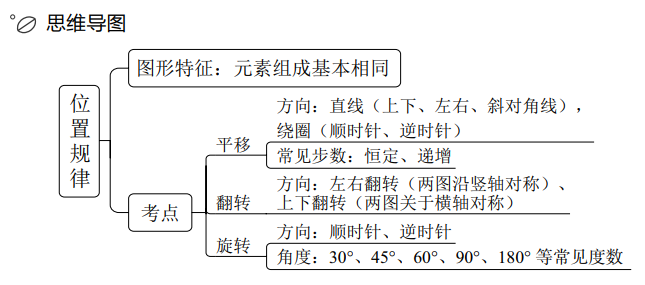 思维导图
位置规律
图形特征：元素组成基本相同
考点
平移
方向：直线（上下、左右、斜对角线），
绕圈（顺时针、逆时针）
常见步数：恒定、递增
翻转
方向：左右翻转（两图沿竖轴对称）、
上下翻转（两图关于横轴对称）
旋转
方向：顺时针、逆时针
角度：30°、45°、60°、90°、180° 等常见度数